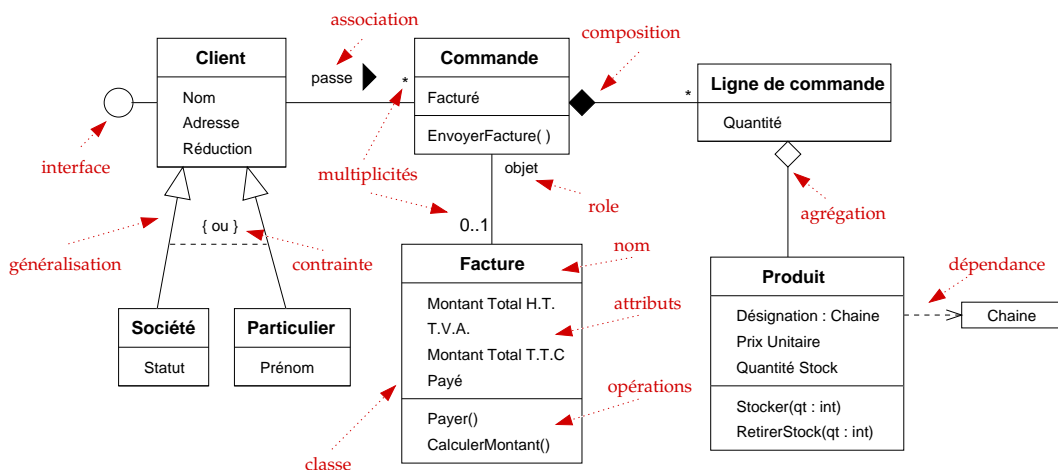 association
composition
Client
passe
*
Commande
*
Ligne de commande
Nom
Adresse
Réduction
Facturé
EnvoyerFacture( )
Quantité
interface
multiplicités
objet
role
agrégation
0..1
{ ou }
généralisation
contrainte
nom
Facture
Produit
dépendance
Montant Total H.T.
T.V.A.
Montant Total T.T.C
Payé
attributs
Désignation : Chaine
Prix Unitaire
Quantité Stock
Chaine
Société
Statut
Particulier
Prénom
opérations
Payer()
CalculerMontant()
Stocker(qt : int)
RetirerStock(qt : int)
classe